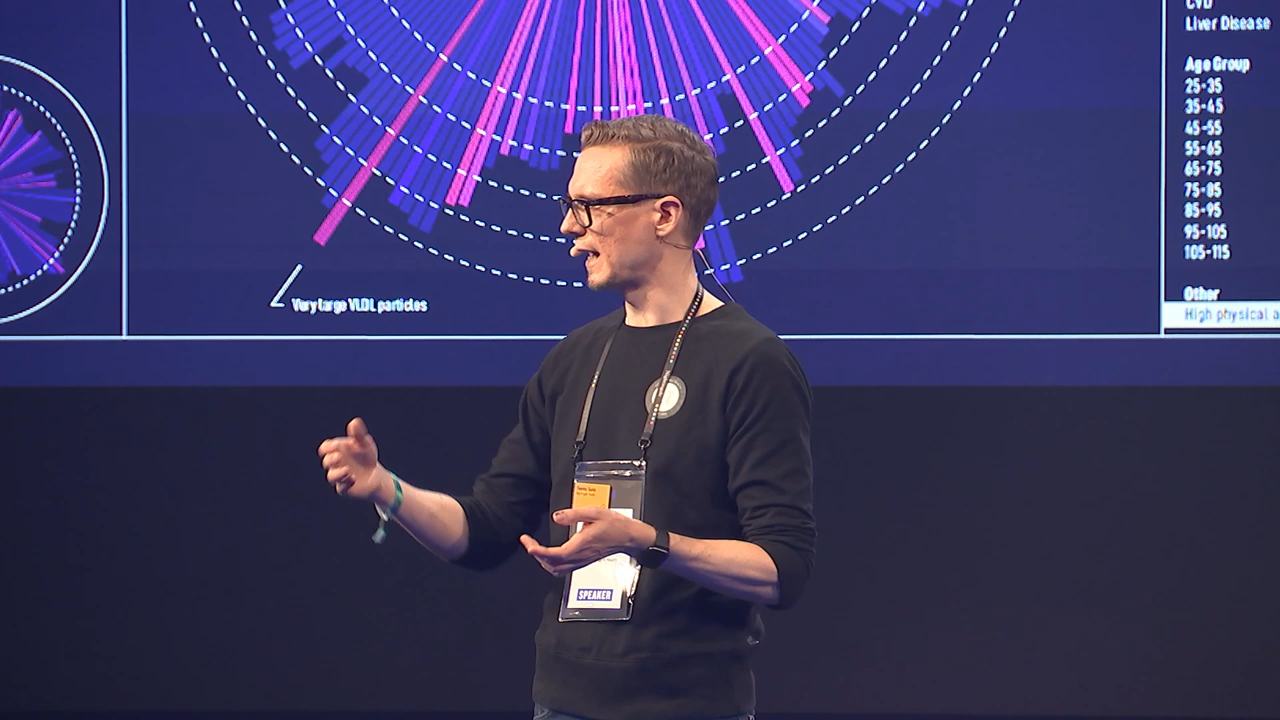 CVD
Liver Disease
Age Group
25-35
35-45
45-55
55-65
65-75
75-85
85-95
95-105
105-115
Other
High physical a
Very large VLDL particles
SPEAKER